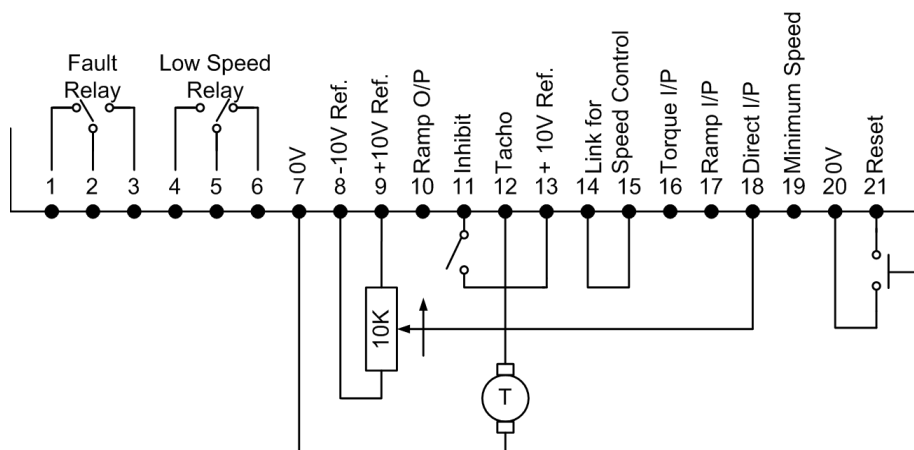 Fault
Relay
Low Speed
Relay
0V
-10V Ref.
+10V Ref.
Ramp O/P
Inhibit
Tacho
+ 10V Ref.
Link for
Speed Control
Torque I/P
Ramp I/P
Direct I/P
Minimum Speed
0V
Reset
1 2 3 4 5 6 7 8 9 10 11 12 13 14 15 16 17 18 19 20 21
10K
T